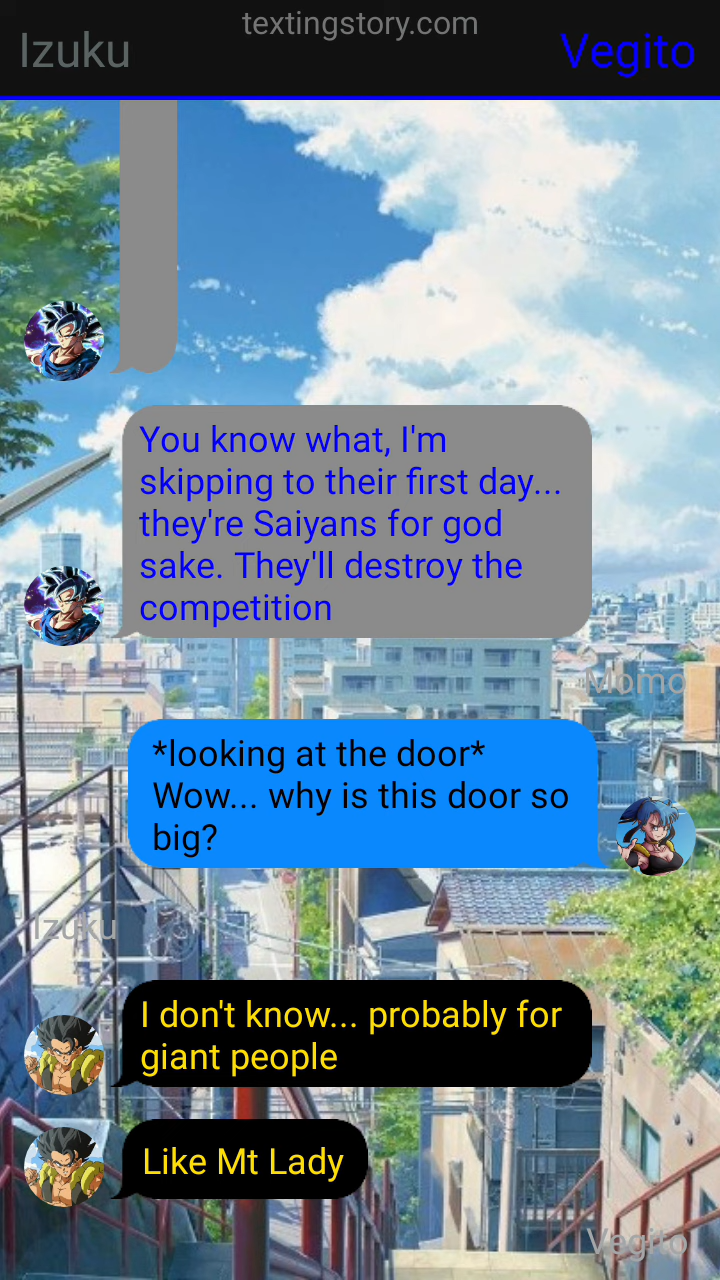 textingstory.com
Izuku
Vegito
You know what, I'm
skipping to their first day...
they're Saiyans for god
sake. They'll destroy the
competition
Momo
*looking at the door*
Wow... why is this door so
big?
Izuku
I don't know... probably for
giant people
Like Mt Lady
Vegito